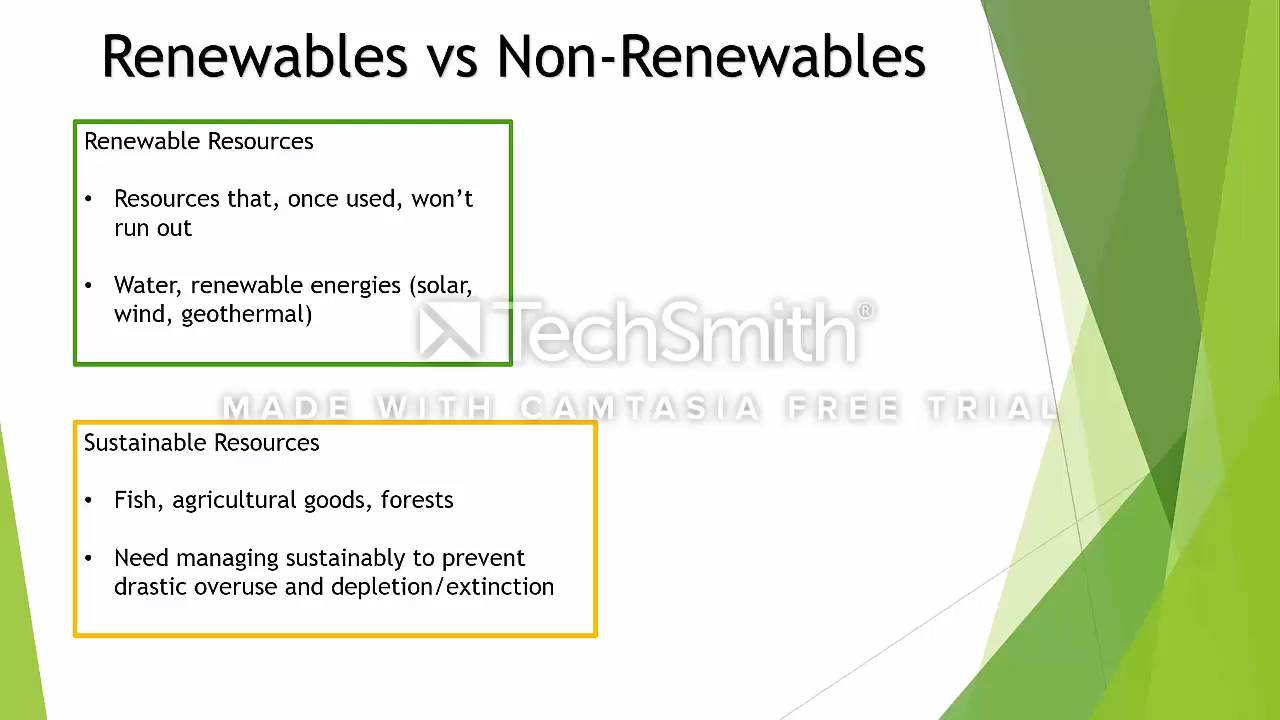 Renewables vs Non-Renewables
Renewable Resources
• Resources that, once used, won’t
run out
• Water, renewable energies (solar,
wind, geothermal)
TechSmith®
MADE WITH CAMTASIA FREE TRIAL
Sustainable Resources
• Fish, agricultural goods, forests
• Need managing sustainably to prevent
drastic overuse and depletion/extinction